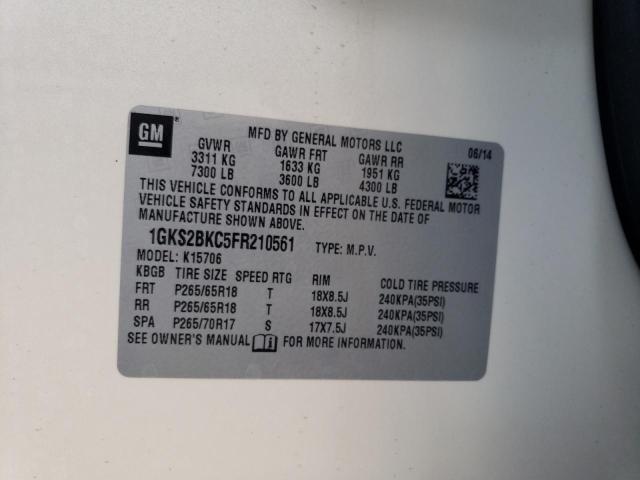 GM
MFD BY GENERAL MOTORS LLC 06/14
GVWR GAWR FRT GAWR RR
3311 KG 1633 KG 1951 KG
7300 LB 3600 LB 4300 LB
THIS VEHICLE CONFORMS TO ALL APPLICABLE U.S. FEDERAL MOTOR
VEHICLE SAFETY STANDARDS IN EFFECT ON THE DATE OF
MANUFACTURE SHOWN ABOVE.
1GKS2BKC5FR210561 TYPE: M.P.V.
MODEL: K15706
KBGB TIRE SIZE SPEED RTG RIM COLD TIRE PRESSURE
FRT P265/65R18 T 18X8.5J 240KPA(35PSI)
RR P265/65R18 T 18X8.5J 240KPA(35PSI)
SPA P265/70R17 S 17X7.5J 240KPA(35PSI)
SEE OWNER'S MANUAL FOR MORE INFORMATION.